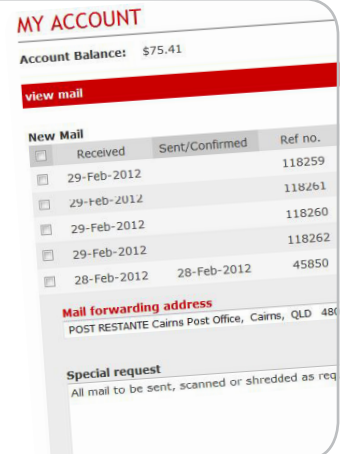 MY ACCOUNT
Account Balance: $75.41
view mail
New Mail
Received Sent/Confirmed Ref no.
29-Feb-2012 118259
29-Feb-2012 118261
29-Feb-2012 118260
29-Feb-2012 118262
28-Feb-2012 28-Feb-2012 45850
Mail forwarding address
POST RESTANTE Cairns Post Office, Cairns, QLD
Special request
All mail to be sent, scanned or shredded as